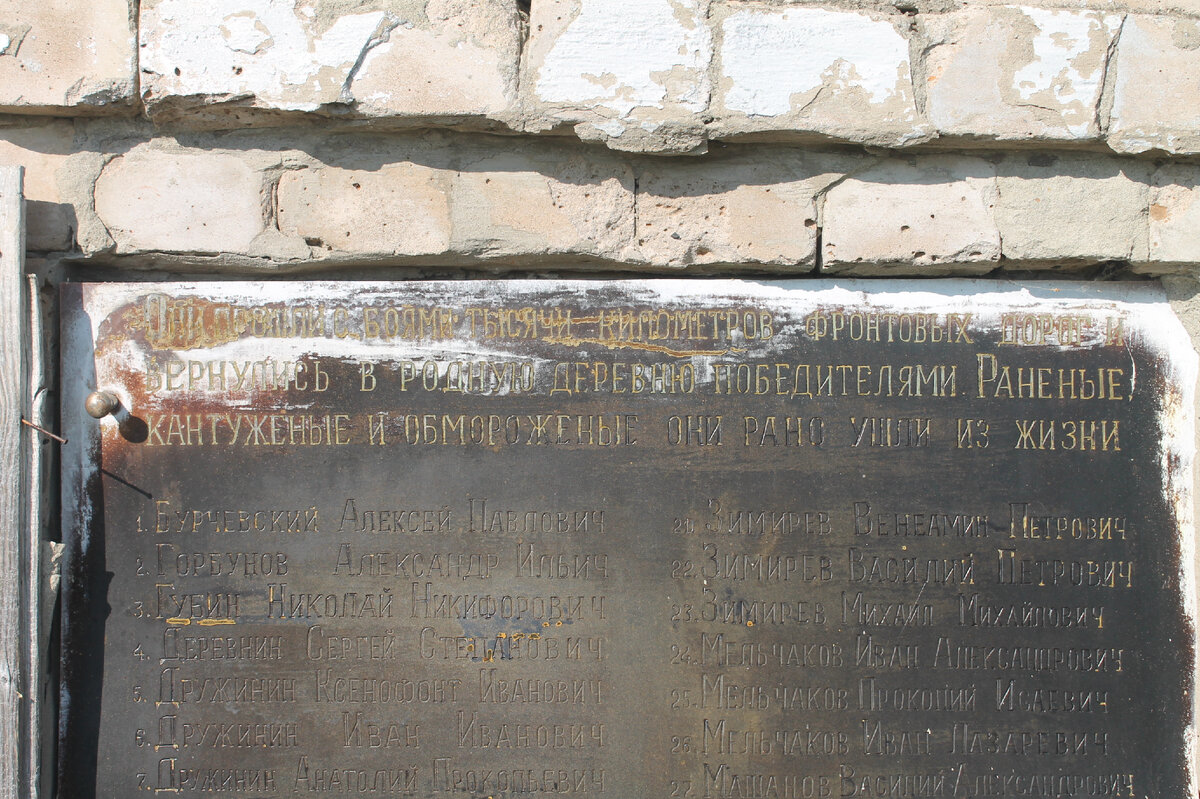 Они прошли с боями тысячи километров фронтовых дорог и
вернулись в родную деревню победителями Раненые,
кантуженые и обмороженые они рано ушли из жизни
1. Бурчевский Алексей Павлович
2. Горбунов Александр Ильич
3. Губин Николай Никифорович
4. Деревнин Сергей Степанович
5. Дружинин Ксенофонт Иванович
6. Дружинин Иван Иванович
7. Дружинин Анатолий Прокопьевич
21. Зимирев Венеамин Петрович
22. Зимирев Василий Петрович
23. Зимирев Михаил Михайлович
24. Мельчаков Иван Александрович
25. Мельчаков Прокопий Исаевич
26. Мельчаков Иван Лазаревич
27. Машанов Василий Александрович